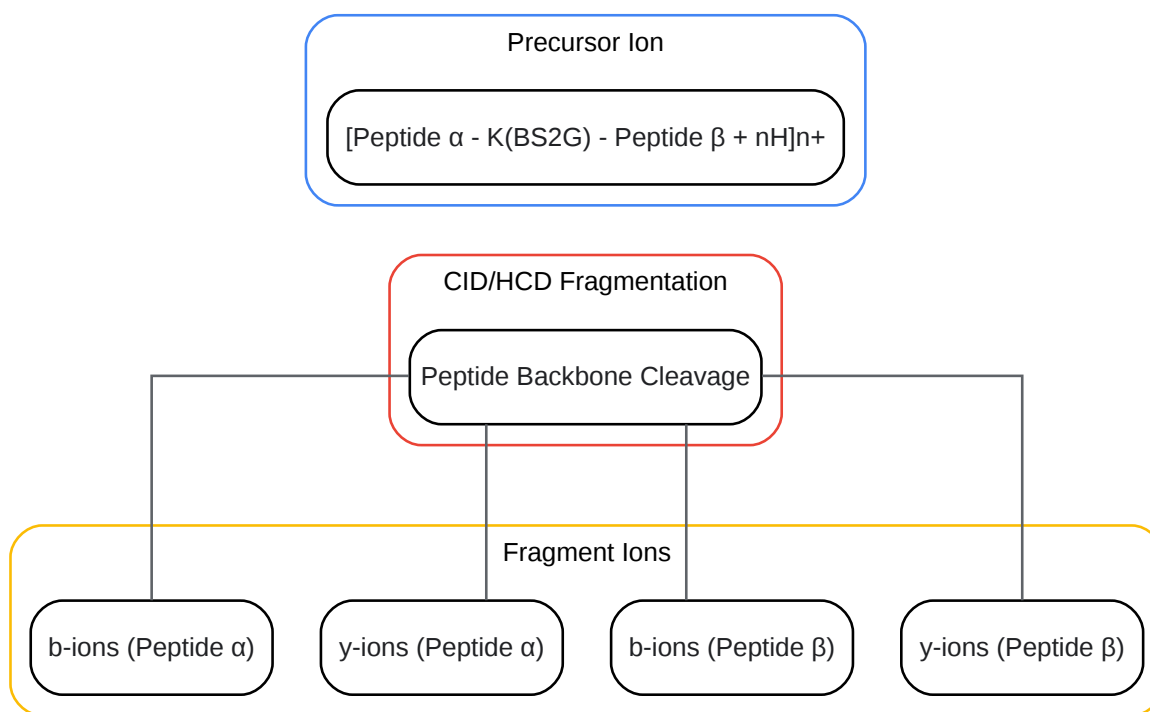 Precursor Ion
[Peptide α - K(BS2G) - Peptide β + nH]n+
CID/HCD Fragmentation
Peptide Backbone Cleavage
Fragment Ions
b-ions (Peptide α)
y-ions (Peptide α)
b-ions (Peptide β)
y-ions (Peptide β)